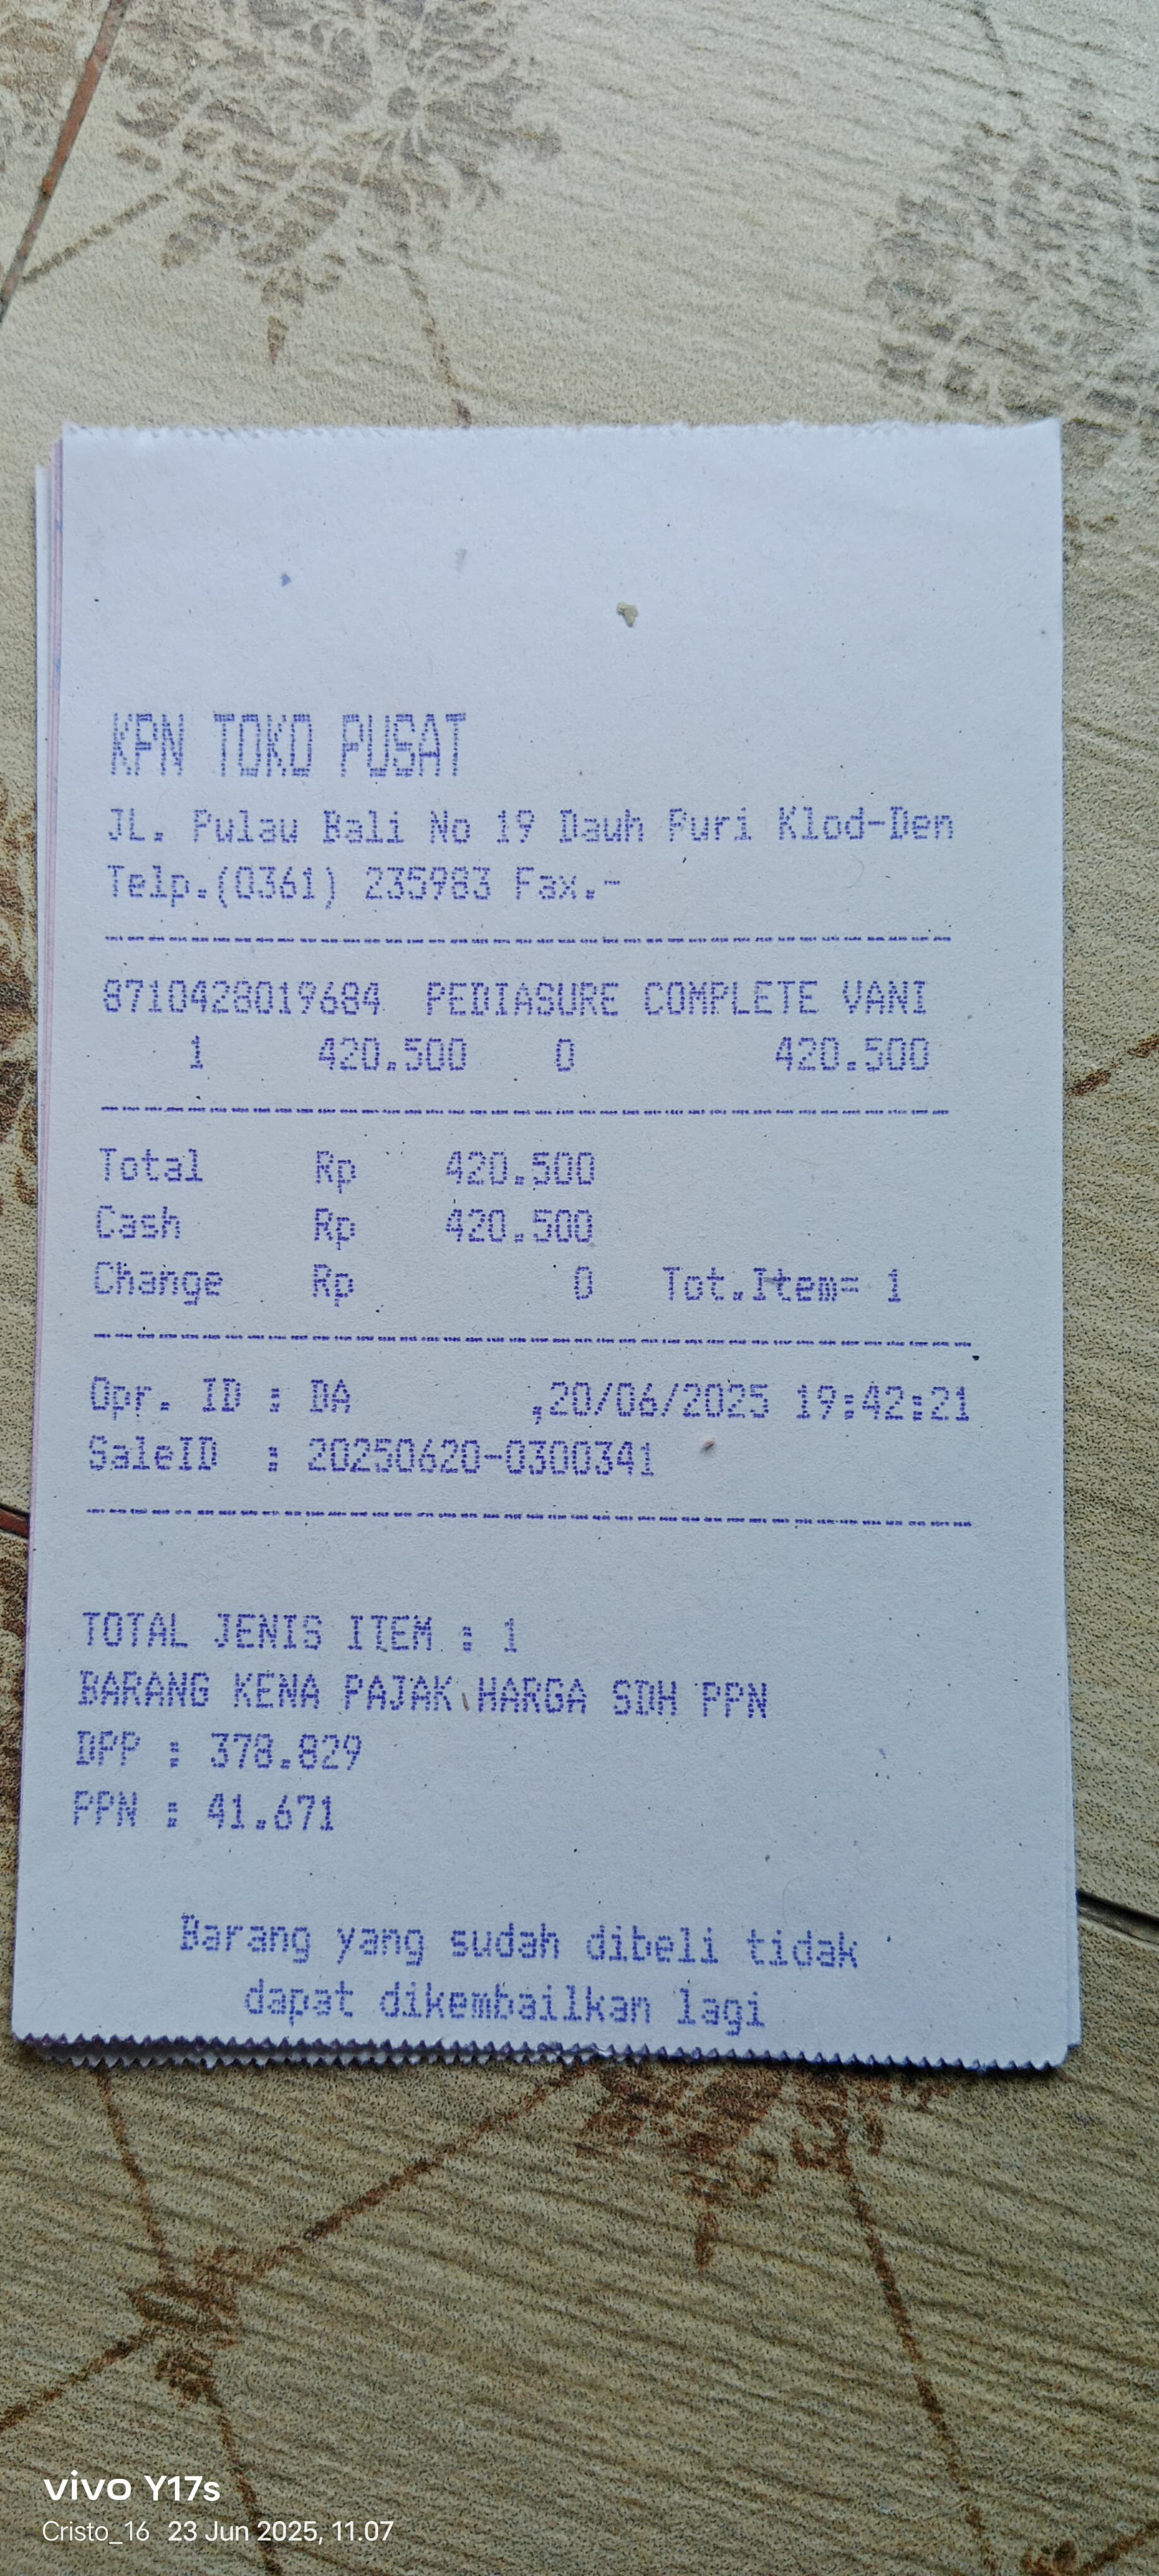 KPN TOKO PUSAT
JL. Pulau Bali No 19 Dauh Puri Klod-Den
Telp.(0361) 235983 Fax.-
8710428019684 PEDIASURE COMPLETE VANI
1 420.500 0 420.500
Total Rp 420.500
Cash Rp 420.500
Change Rp 0 Tot.Item= 1
Opr. ID : DA ,20/06/2025 19:42:21
SaleID : 20250620-0300341
TOTAL JENIS ITEM : 1
BARANG KENA PAJAK HARGA SDH PPN
DPP : 378.829
PPN : 41.671
Barang yang sudah dibeli tidak
dapat dikembailkan lagi
vivo Y17s
Cristo_16 23 Jun 2025, 11.07